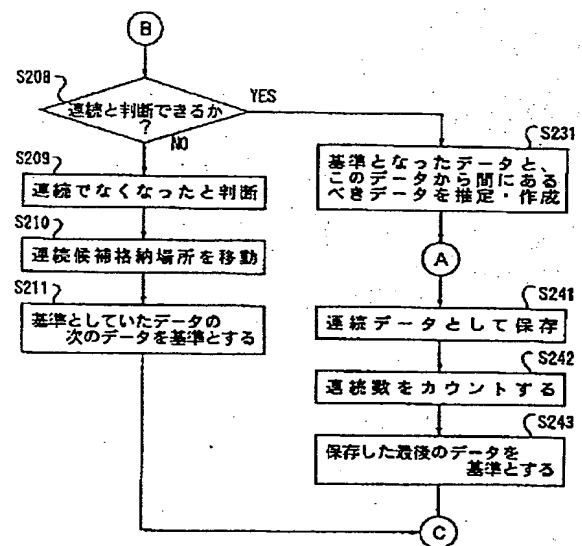 B
S208
連続と判断できるか
?
YES
NO
S209
連続でなくなったと判断
S210
連続候補格納場所を移動
S211
基準としていたデータの
次のデータを基準とする
S231
基準となったデータと、
このデータから間にある
べきデータを推定・作成
A
S241
連続データとして保存
S242
連続数をカウントする
S243
保存した最後のデータを
基準とする
C